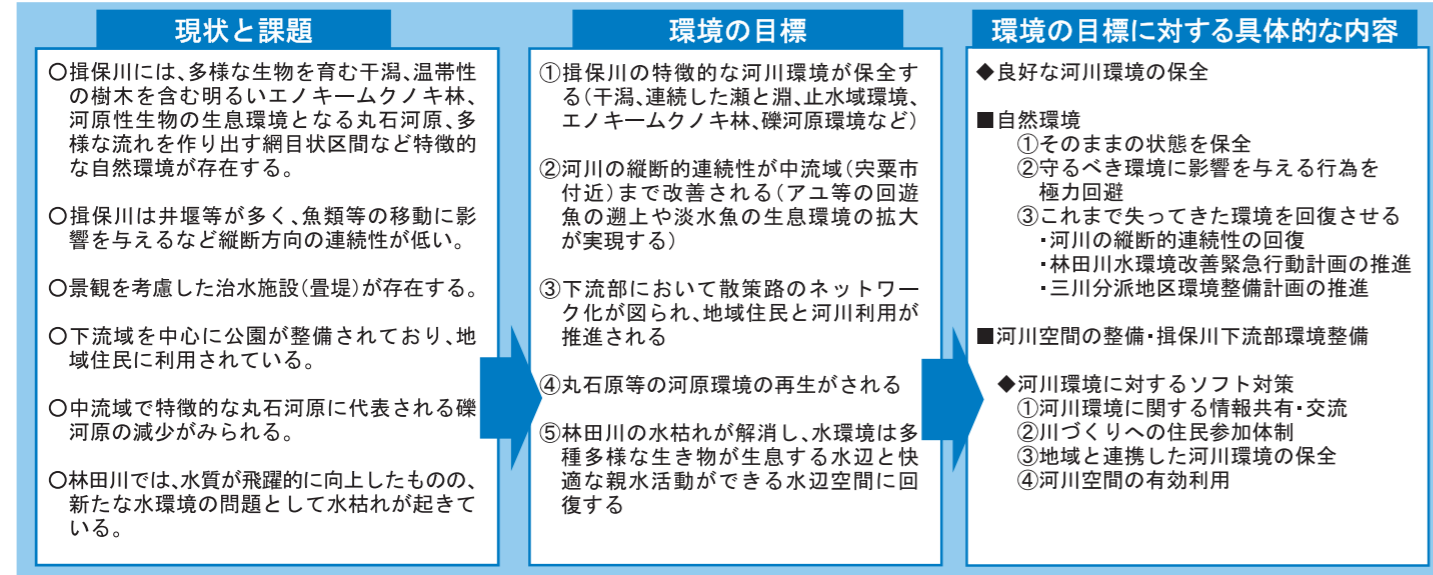 現状と課題
〇揖保川には、多様な生物を育む干潟、温帯性
の樹木を含む明るいエノキームクノキ林、
河原性生物の生息環境となる丸石河原、多
様な流れを作り出す網目状区間など特徴的
な自然環境が存在する。
〇揖保川は井堰等が多く、魚類等の移動に影
響を与えるなど縦断方向の連続性が低い。
〇景観を考慮した治水施設(畳堤)が存在する。
〇下流域を中心に公園が整備されており、地
域住民に利用されている。
〇中流域で特徴的な丸石河原に代表される礫
河原の減少がみられる。
〇林田川では、水質が飛躍的に向上したものの、
新たな水環境の問題として水枯れが起きて
いる。
環境の目標
①揖保川の特徴的な河川環境が保全す
る(干潟、連続した瀬と淵、止水域環境、
エノキームクノキ林、礫河原環境など)
②河川の縦断的連続性が中流域(宍粟市
付近)まで改善される(アユ等の回遊
魚の遡上や淡水魚の生息環境の拡大
が実現する)
③下流部において散策路のネットワー
ク化が図られ、地域住民と河川利用が
推進される
④丸石原等の河原環境の再生がされる
⑤林田川の水枯れが解消し、水環境は多
種多様な生き物が生息する水辺と快
適な親水活動ができる水辺空間に回
復する
環境の目標に対する具体的な内容
◆良好な河川環境の保全
■自然環境
①そのままの状態を保全
②守るべき環境に影響を与える行為を
極力回避
③これまで失ってきた環境を回復させる
・河川の縦断的連続性の回復
・林田川水環境改善緊急行動計画の推進
・三川分派地区環境整備計画の推進
■河川空間の整備・揖保川下流部環境整備
◆河川環境に対するソフト対策
①河川環境に関する情報共有・交流
②川づくりへの住民参加体制
③地域と連携した河川環境の保全
④河川空間の有効利用